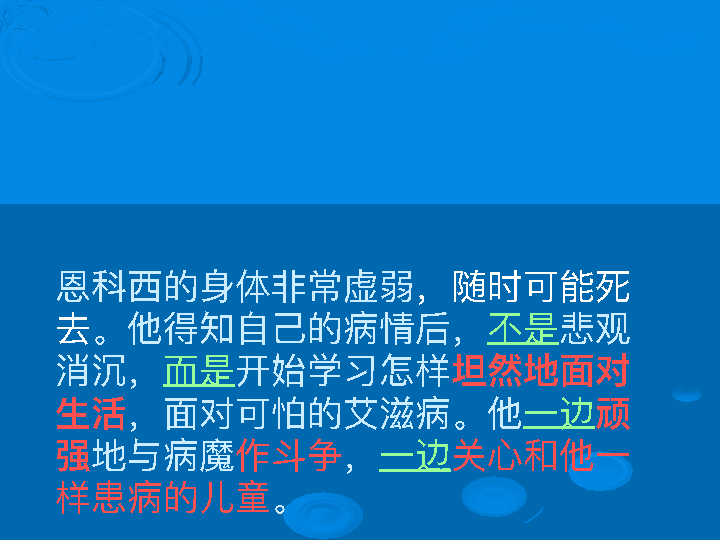 恩科西的身体非常虚弱，随时可能死
去。他得知自己的病情后，不是悲观
消沉，而是开始学习怎样坦然地面对
生活，面对可怕的艾滋病。他一边顽
强地与病魔作斗争，一边关心和他一
样患病的儿童。